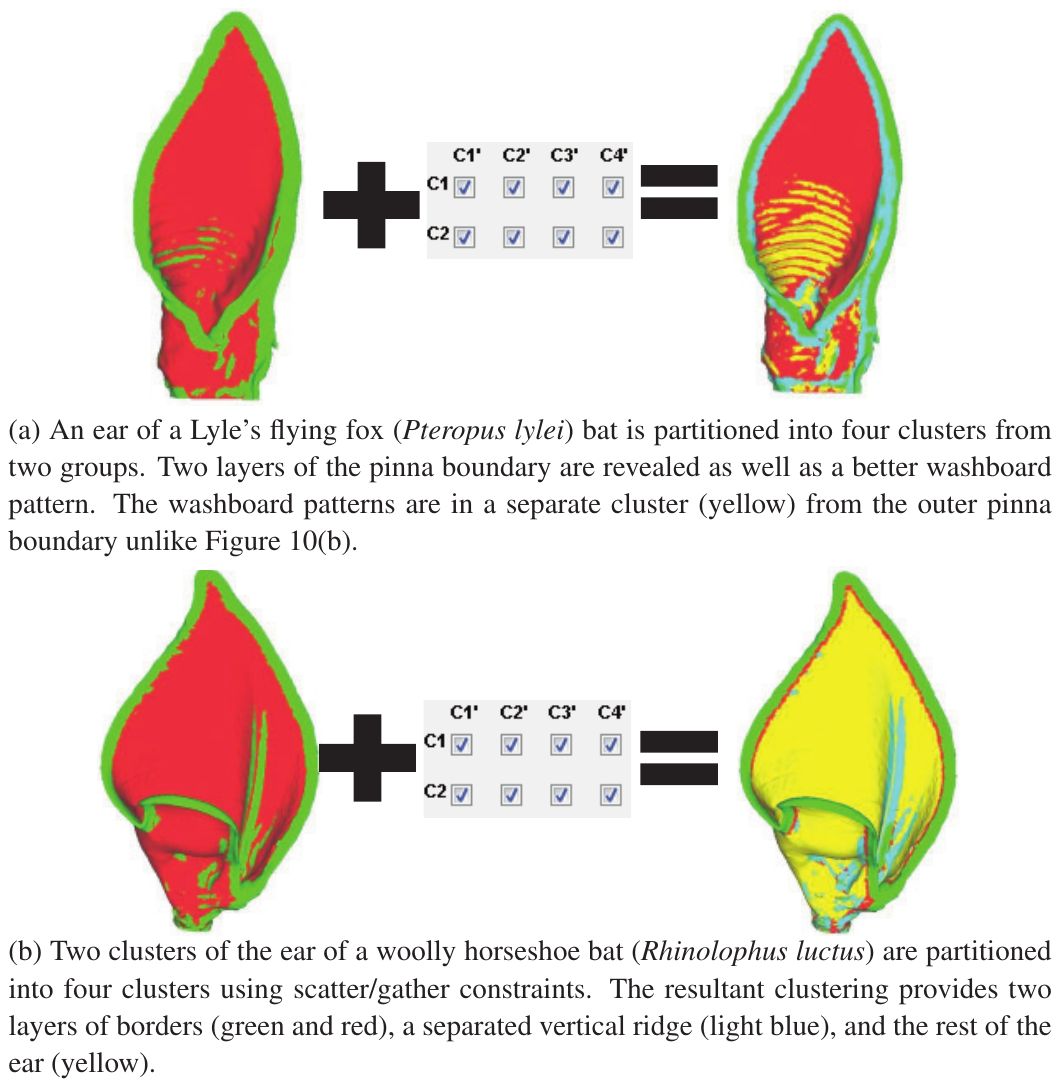 C1' C2' C3' C4'
C1
C2
(a) An ear of a Lyle's flying fox (Pteropus lylei) bat is partitioned into four clusters from
two groups. Two layers of the pinna boundary are revealed as well as a better washboard
pattern. The washboard patterns are in a separate cluster (yellow) from the outer pinna
boundary unlike Figure 10(b).
C1' C2' C3' C4'
C1
C2
(b) Two clusters of the ear of a woolly horseshoe bat (Rhinolophus luctus) are partitioned
into four clusters using scatter/gather constraints. The resultant clustering provides two
layers of borders (green and red), a separated vertical ridge (light blue), and the rest of the
ear (yellow).